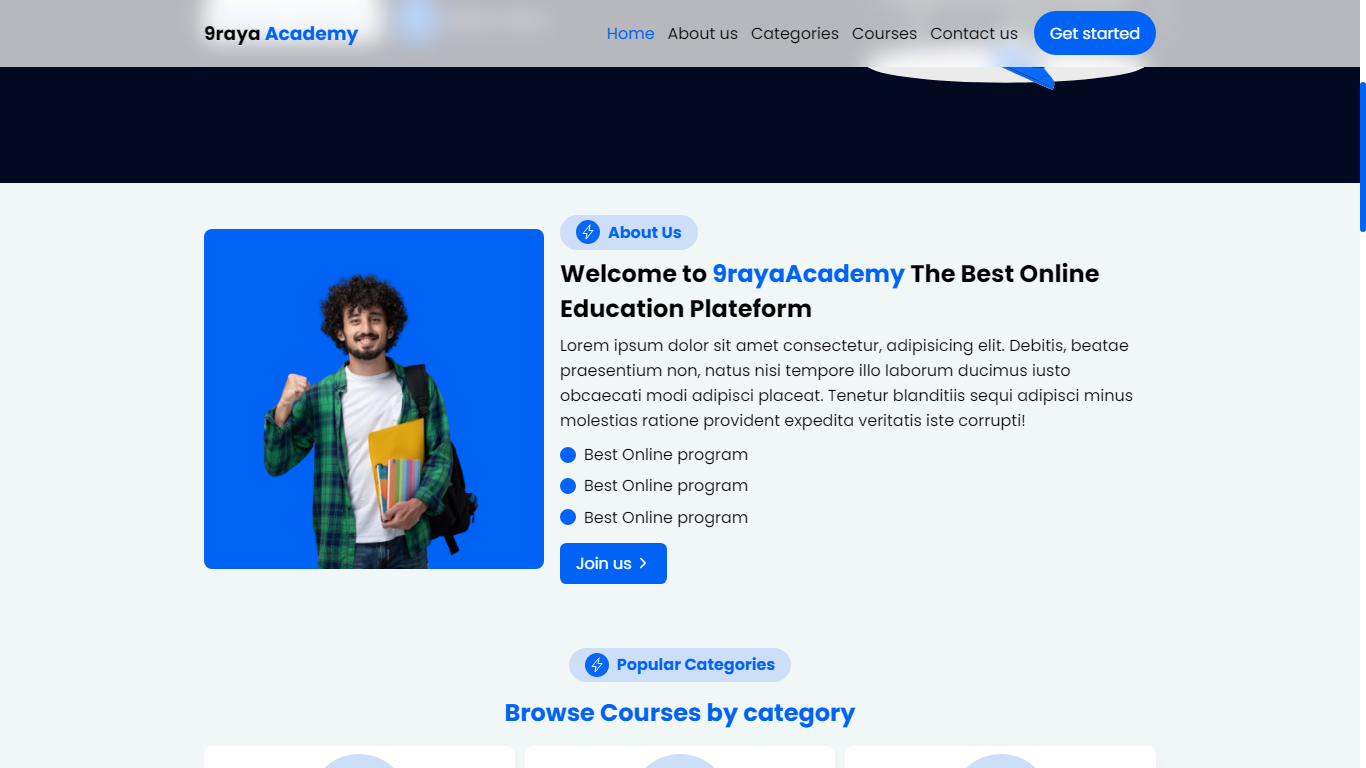 9raya Academy
Home About us Categories Courses Contact us Get started
About Us
Welcome to 9rayaAcademy The Best Online
Education Plateform
Lorem ipsum dolor sit amet consectetur, adipisicing elit. Debitis, beatae
praesentium non, natus nisi tempore illo laborum ducimus iusto
obcaecati modi adipisci placeat. Tenetur blanditiis sequi adipisci minus
molestias ratione provident expedita veritatis iste corrupti!
Best Online program
Best Online program
Best Online program
Join us
Popular Categories
Browse Courses by category